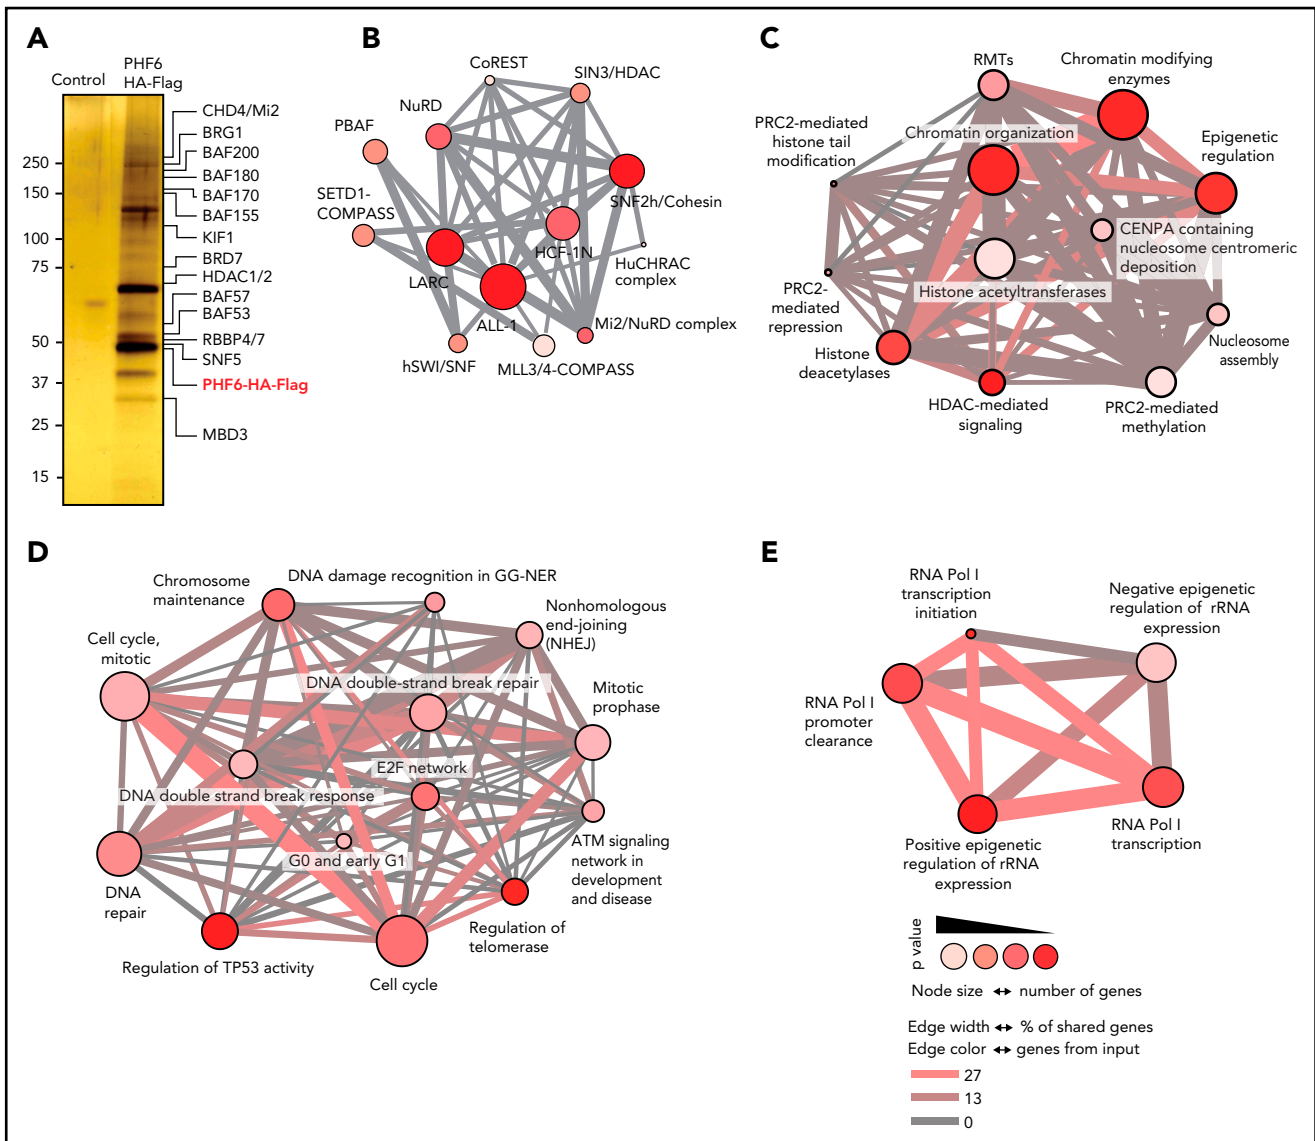 A
Control
PHF6
HA-Flag
250
150
100
75
50
37
25
15
CHD4/Mi2
BRG1
BAF200
BAF180
BAF170
BAF155
KIF1
BRD7
HDAC1/2
BAF57
BAF53
RBBP4/7
SNF5
PHF6-HA-Flag
MBD3
B
CoREST
SIN3/HDAC
NuRD
PBAF
SETD1-
COMPASS
SNF2h/Cohesin
HCF-1N
LARC
HuCHRAC
complex
ALL-1
Mi2/NuRD complex
hSWI/SNF
MLL3/4-COMPASS
C
RMTs
Chromatin modifying
enzymes
PRC2-mediated
histone tail
modification
Chromatin organization
Epigenetic
regulation
CENPA containing
nucleosome centromeric
deposition
PRC2-
mediated
repression
Histone acetyltransferases
Nucleosome
assembly
Histone
deacetylases
HDAC-mediated
signaling
PRC2-mediated
methylation
D
DNA damage recognition in GG-NER
Chromosome
maintenance
Nonhomologous
end-joining
(NHEJ)
Cell cycle,
mitotic
DNA double-strand break repair
Mitotic
prophase
E2F network
DNA double strand break response
G0 and early G1
ATM signaling
network in
development
and disease
DNA
repair
Regulation of
telomerase
Regulation of TP53 activity
Cell cycle
E
RNA Pol I
transcription
initiation
Negative epigenetic
regulation of rRNA
expression
RNA Pol I
promoter
clearance
RNA Pol I
transcription
Positive epigenetic
regulation of rRNA
expression
p value
Node size ↔ number of genes
Edge width ↔ % of shared genes
Edge color ↔ genes from input
27
13
0